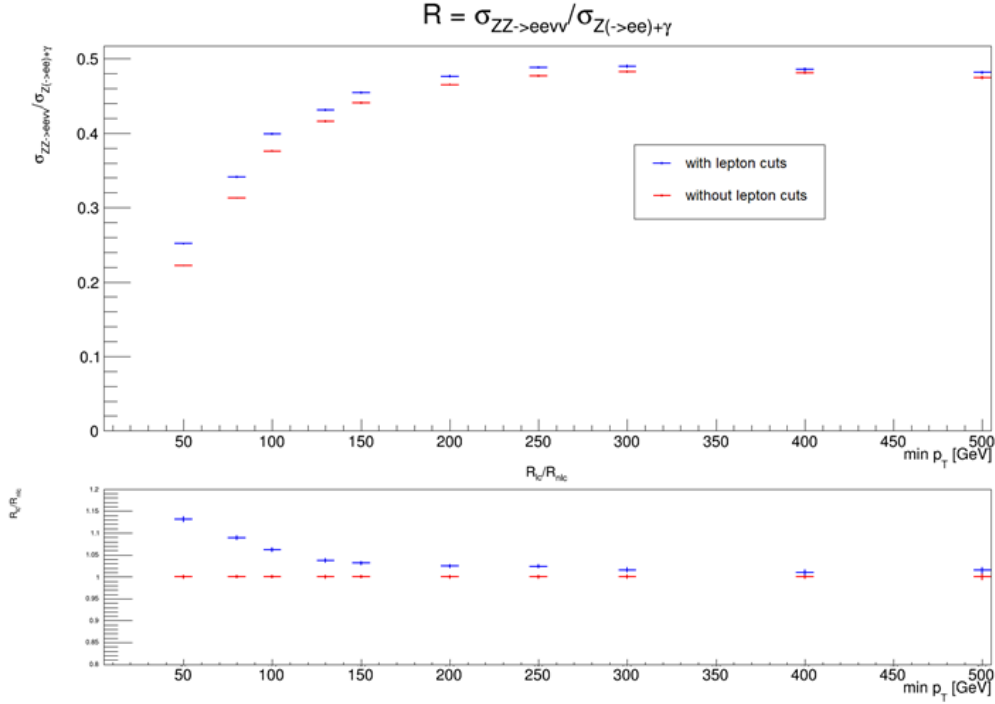 R = σZZ->eevv/σZ(->ee)+γ
σZZ->eevv/σZ(->ee)+γ
0.5
0.4
0.3
0.2
0.1
0
with lepton cuts
without lepton cuts
50 100 150 200 250 300 350 400 450 500
min pT [GeV]
Rlc/Rnlc
Rlc/Rnlc
1.2
1.15
1.1
1.05
1
0.95
0.9
0.85
0.8
50 100 150 200 250 300 350 400 450 500
min pT [GeV]